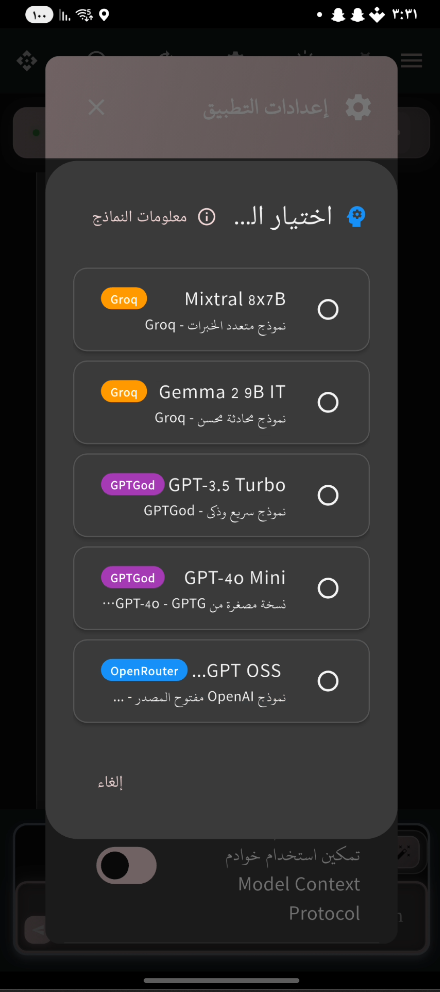 ٣:٣١
١٠٠
إعدادات التطبيق
اختيار الـ...
معلومات النماذج
Mixtral 8x7B
Groq
نموذج متعدد الخبرات - Groq
Gemma 2 9B IT
Groq
نموذج محادثة محسن - Groq
GPT-3.5 Turbo
GPTGod
نموذج سريع وذكي - GPTGod
GPT-4o Mini
GPTGod
نسخة مصغرة من GPT-4o - GPTG...
GPT OSS...
OpenRouter
نموذج OpenAI مفتوح المصدر - ...
إلغاء
تمكين استخدام خوادم
Model Context
Protocol